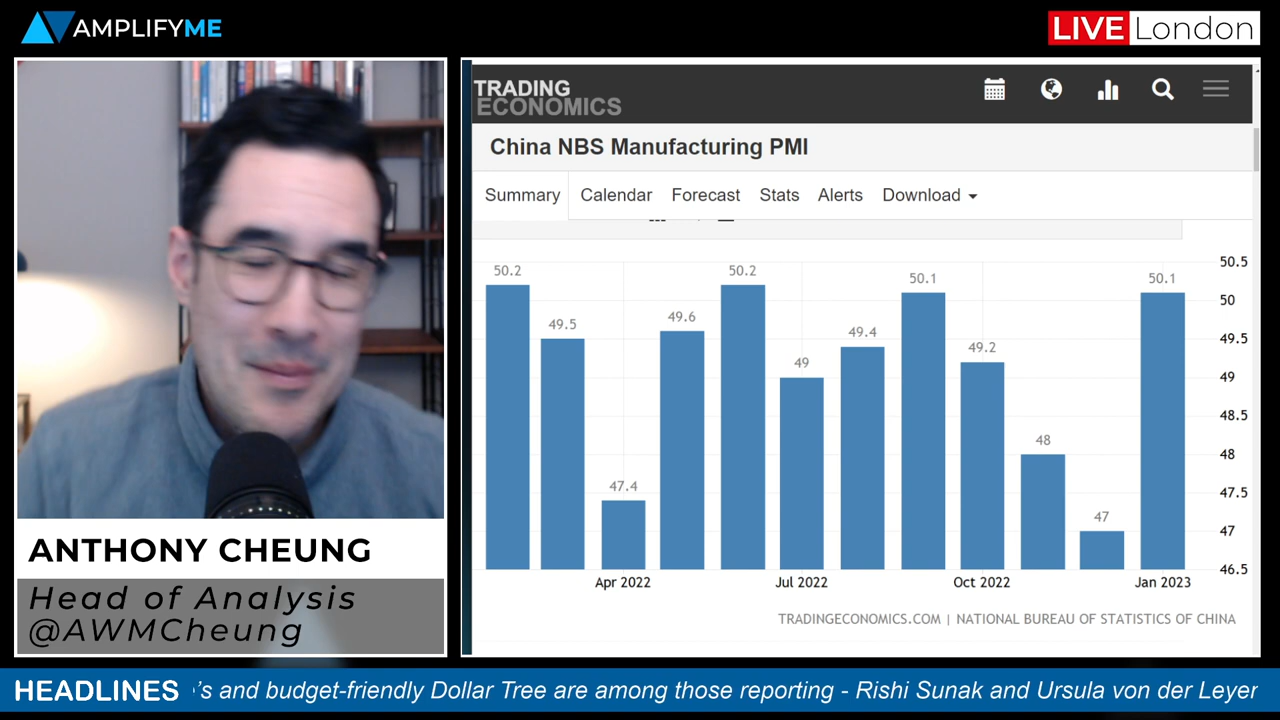 AMPLIFYME
LIVE London
TRADING
ECONOMICS
China NBS Manufacturing PMI
Summary Calendar Forecast Stats Alerts Download
50.2 49.5 47.4 49.6 50.2 49 49.4 50.1 49.2 48 47 50.1
50.5
50
49.5
49
48.5
48
47.5
47
46.5
Apr 2022 Jul 2022 Oct 2022 Jan 2023
TRADINGECONOMICS.COM | NATIONAL BUREAU OF STATISTICS OF CHINA
ANTHONY CHEUNG
Head of Analysis
@AWMCheung
HEADLINES 's and budget-friendly Dollar Tree are among those reporting - Rishi Sunak and Ursula von der Leyer